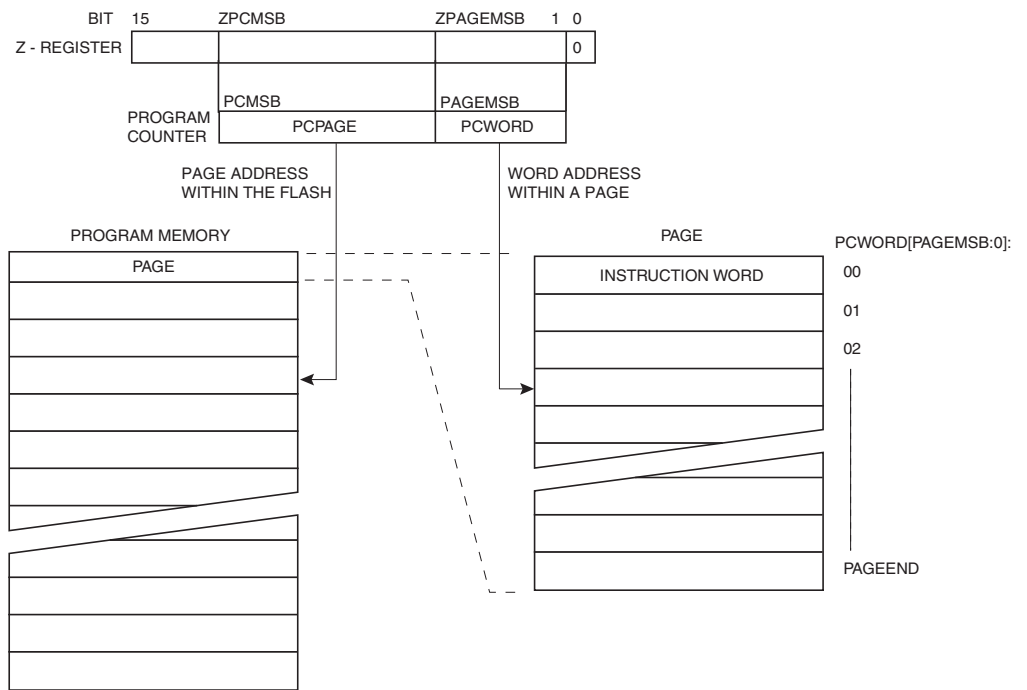 BIT 15 ZPCMSB ZPAGEMSB 1 0
Z - REGISTER 0
PCMSB PAGEMSB
PROGRAM
COUNTER
PCPAGE PCWORD
PAGE ADDRESS
WITHIN THE FLASH
WORD ADDRESS
WITHIN A PAGE
PROGRAM MEMORY
PAGE
PAGE
INSTRUCTION WORD
PCWORD[PAGEMSB:0]:
00
01
02
PAGEEND